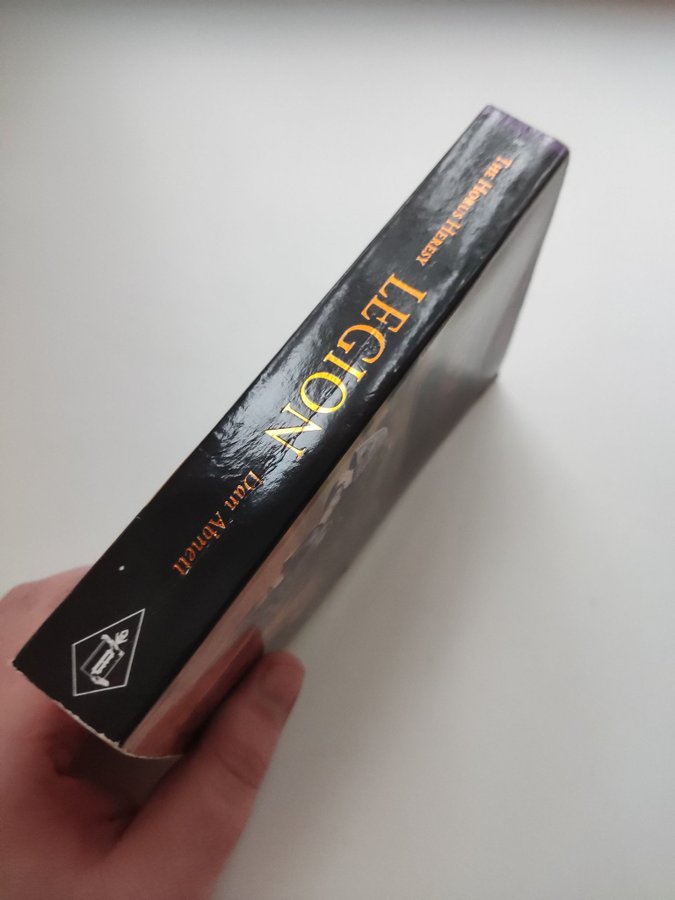 THE HORUS HERESY
LEGION
Dan Abnett